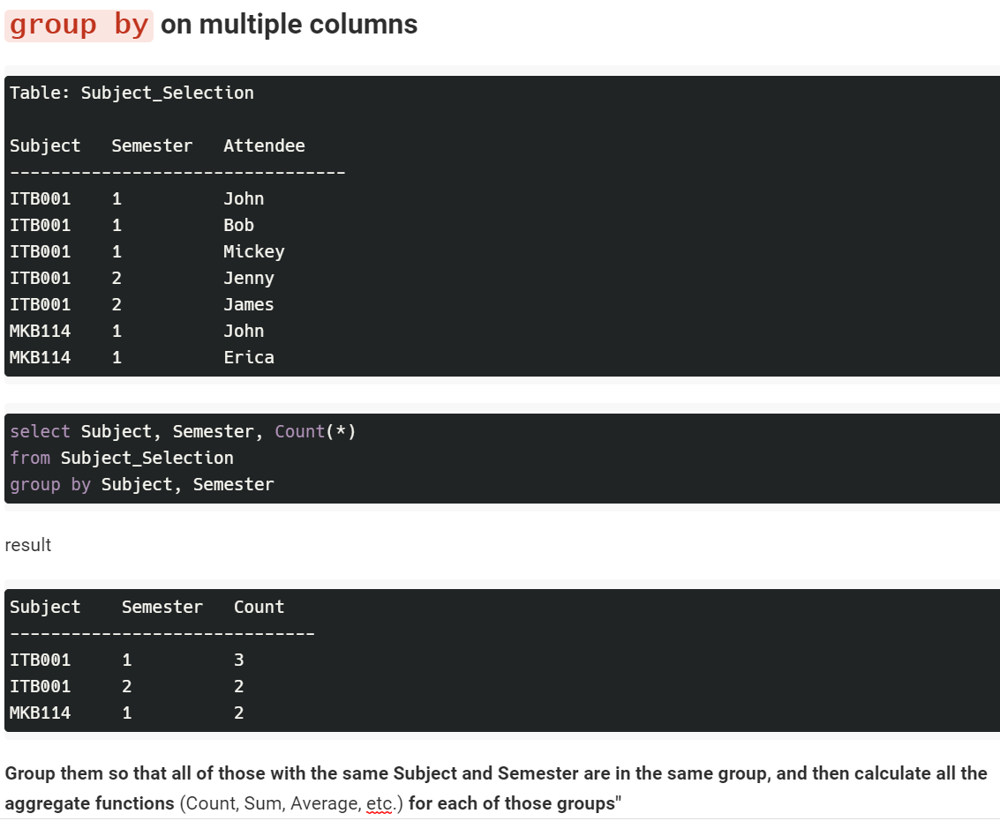 group by on multiple columns
Table: Subject_Selection
Subject   Semester   Attendee
---------------------------------
ITB001    1          John
ITB001    1          Bob
ITB001    1          Mickey
ITB001    2          Jenny
ITB001    2          James
MKB114    1          John
MKB114    1          Erica
select Subject, Semester, Count(*)
from Subject_Selection
group by Subject, Semester
result
Subject    Semester   Count
------------------------------
ITB001     1          3
ITB001     2          2
MKB114     1          2
Group them so that all of those with the same Subject and Semester are in the same group, and then calculate all the
aggregate functions (Count, Sum, Average, etc.) for each of those groups"